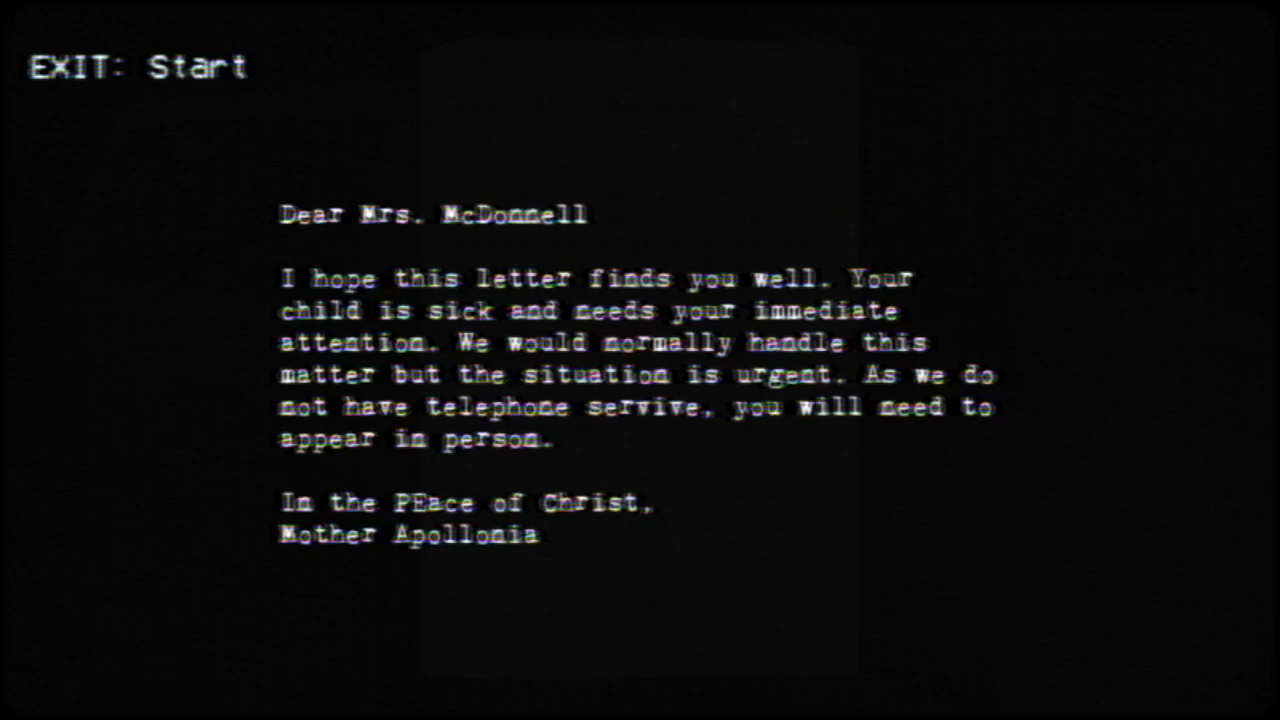 EXIT: Start
Dear Mrs. McDonnell
I hope this letter finds you well. Your
child is sick and needs your immediate
attention. We would normally handle this
matter but the situation is urgent. As we do
not have telephone servive, you will need to
appear in person.
In the PEace of Christ,
Mother Apollonia